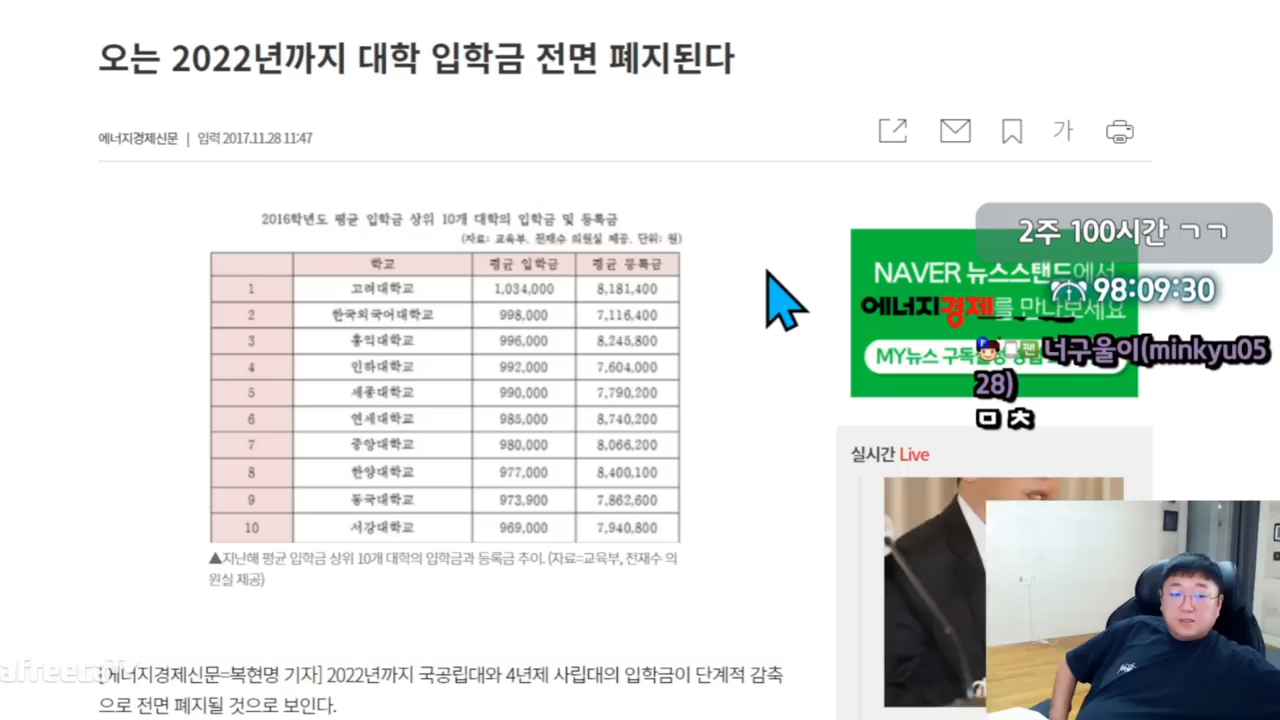 오는 2022년까지 대학 입학금 전면 폐지된다
에너지경제신문 | 입력 2017.11.28 11:47
가
2016학년도 평균 입학금 상위 10개 대학의 입학금 및 등록금
(자료: 교육부, 전재수 의원실 제공, 단위: 원)
학교 평균 입학금 평균 등록금
1 고려대학교 1,034,000 8,181,400
2 한국외국어대학교 998,000 7,116,400
3 홍익대학교 996,000 8,245,800
4 인하대학교 992,000 7,604,000
5 세종대학교 990,000 7,790,200
6 연세대학교 985,000 8,740,200
7 중앙대학교 980,000 8,066,200
8 한양대학교 977,000 8,400,100
9 동국대학교 973,900 7,862,600
10 서강대학교 969,000 7,940,800
▲지난해 평균 입학금 상위 10개 대학의 입학금과 등록금 추이. (자료=교육부, 전재수 의
원실 제공)
[에너지경제신문=복현명 기자] 2022년까지 국공립대와 4년제 사립대의 입학금이 단계적 감축
으로 전면 폐지될 것으로 보인다.
2주 100시간 ㄱㄱ
98:09:30
NAVER 뉴스스탠드에서
에너지경제를 만나보세요
MY뉴스 구독
너구울이(minkyu05
28)
ㅁㅊ
실시간 Live
afreeca